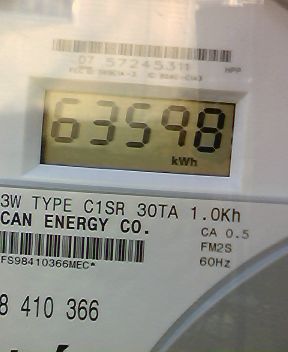 07 57245311
HPP
63598
kWh
3W TYPE C1SR 30TA 1.0Kh
CAN ENERGY CO.
CA 0.5
FM2S
60Hz
FS98410366MEC*
8 410 366